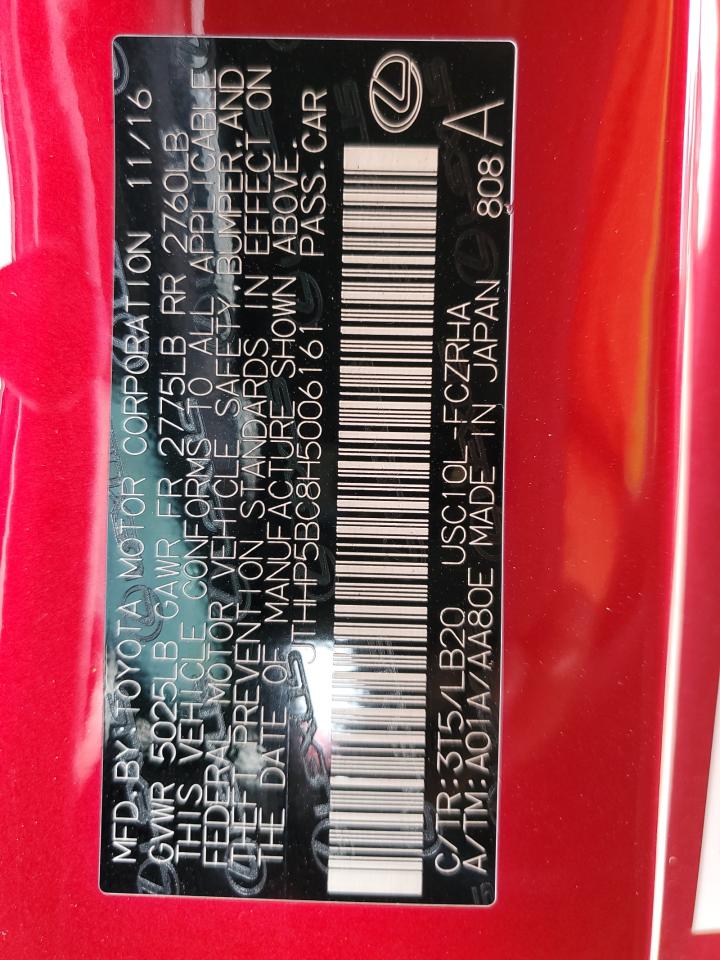 MFD. BY TOYOTA MOTOR CORPORATION 11/16
GVWR 5025LB GAWR FR 2775LB RR 2760LB
THIS VEHICLE CONFORMS TO ALL APPLICABLE
FEDERAL MOTOR VEHICLE SAFETY, BUMPER, AND
THEFT PREVENTION STANDARDS IN EFFECT ON
THE DATE OF MANUFACTURE SHOWN ABOVE.
JTHHP5BC8H5006161 PASS. CAR
C/TR: 3T5/LB20 USC10L-FCZRHA
A/TM: A01A/AA80E MADE IN JAPAN 808 A